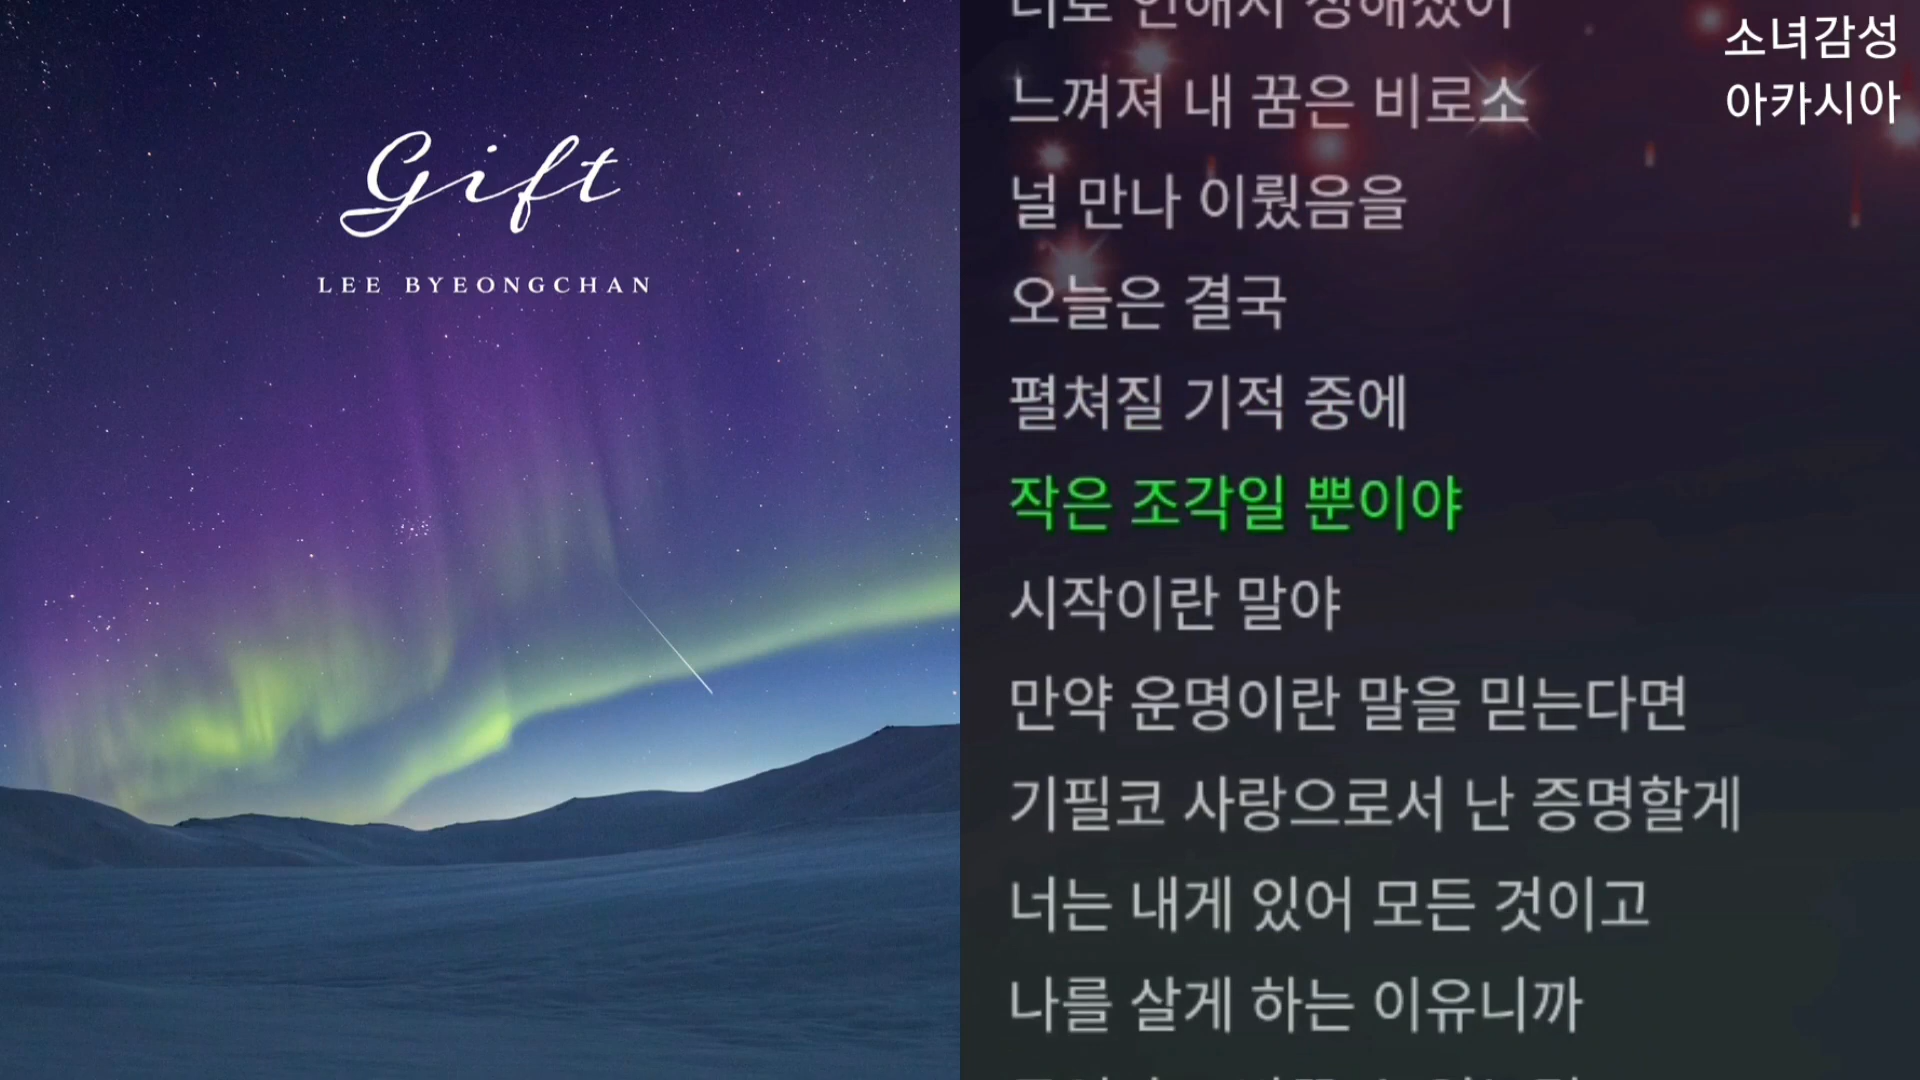 Gift
LEE BYEONGCHAN
소녀감성
아카시아
느껴져 내 꿈은 비로소
널 만나 이뤘음을
오늘은 결국
펼쳐질 기적 중에
작은 조각일 뿐이야
시작이란 말야
만약 운명이란 말을 믿는다면
기필코 사랑으로서 난 증명할게
너는 내게 있어 모든 것이고
나를 살게 하는 이유니까